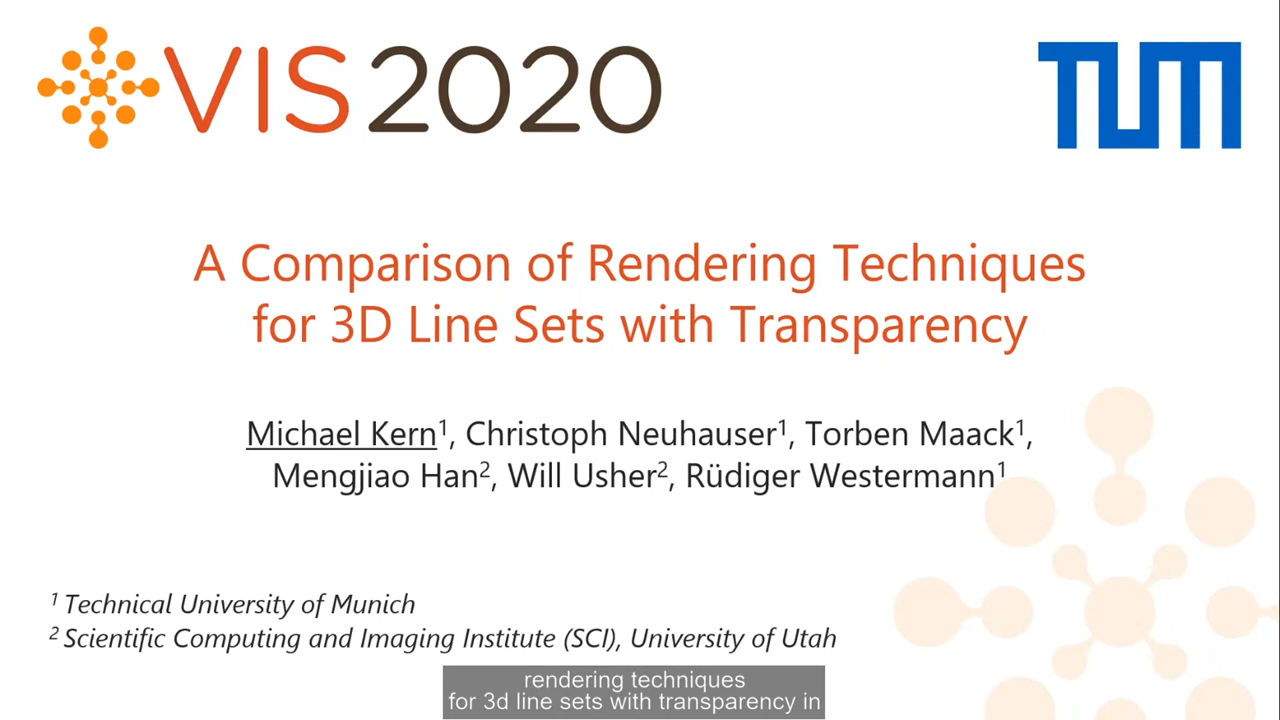 VIS2020
TUM
A Comparison of Rendering Techniques
for 3D Line Sets with Transparency
Michael Kern¹, Christoph Neuhauser¹, Torben Maack¹,
Mengjiao Han², Will Usher², Rüdiger Westermann¹
¹ Technical University of Munich
² Scientific Computing and Imaging Institute (SCI), University of Utah
rendering techniques
for 3d line sets with transparency in